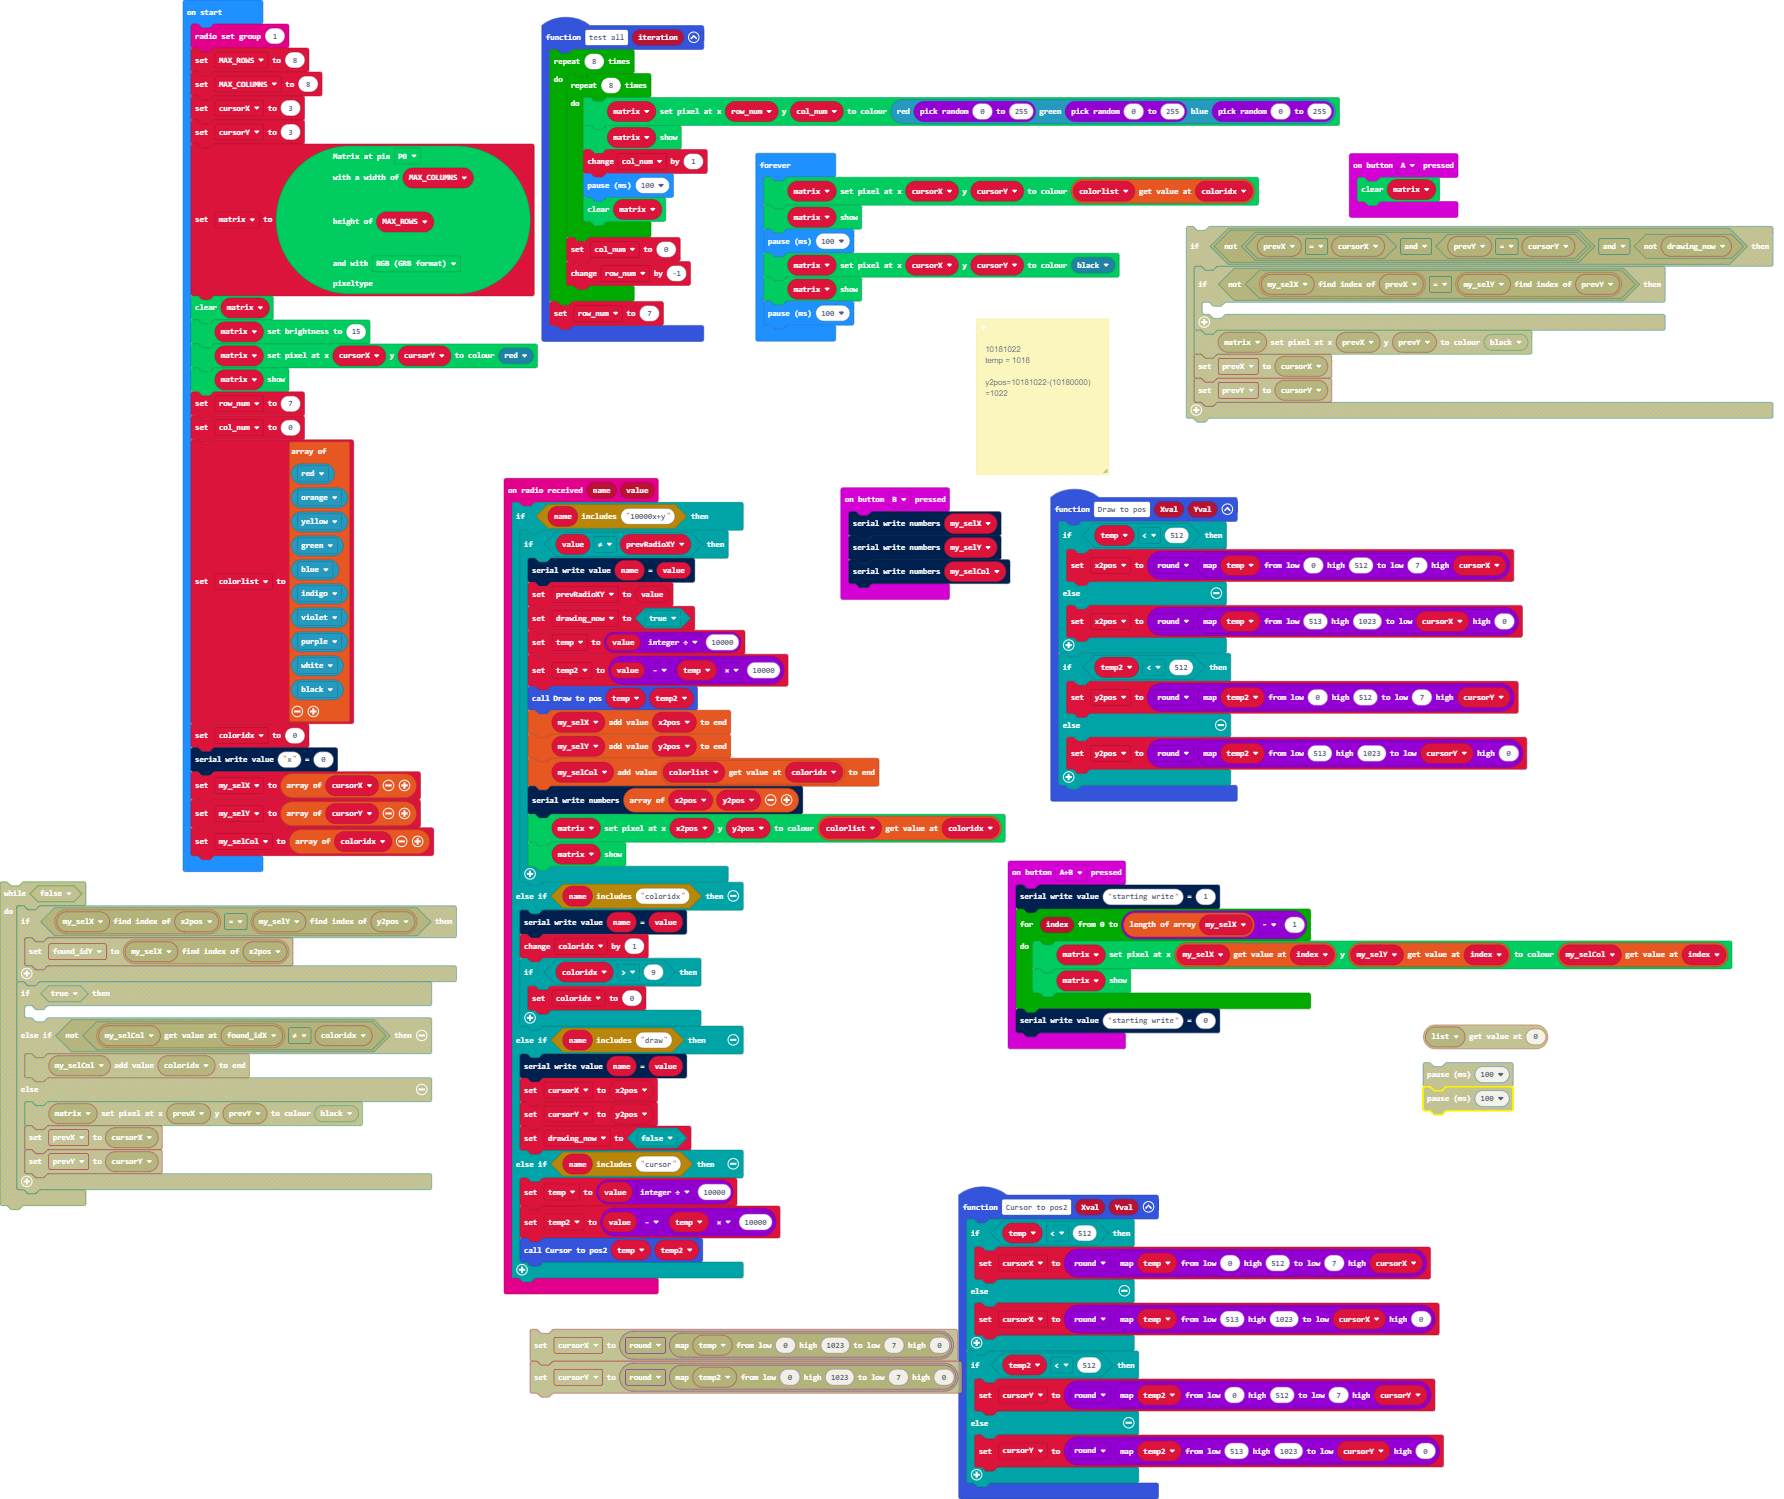 on start
radio set group 1
set MAX_ROWS to 8
set MAX_COLUMNS to 8
set cursorX to 3
set cursorY to 3
set matrix to
Matrix at pin P0
with a width of MAX_COLUMNS
height of MAX_ROWS
and with RGB (GRB format)
pixeltype
clear matrix
matrix set brightness to 15
matrix set pixel at x cursorX y cursorY to colour red
matrix show
set row_num to 7
set col_num to 0
set colorlist to
array of
red
orange
yellow
green
blue
indigo
violet
purple
white
black
set coloridx to 0
serial write value "x" = 0
set my_selX to array of cursorX
set my_selY to array of cursorY
set my_selCol to array of coloridx
function test all iteration
repeat 8 times
do
repeat 8 times
do
matrix set pixel at x row_num y col_num to colour red pick random 0 to 255 green pick random 0 to 255 blue pick random 0 to 255
matrix show
change col_num by 1
pause (ms) 100
clear matrix
set col_num to 0
change row_num by -1
set row_num to 7
forever
matrix set pixel at x cursorX y cursorY to colour colorlist get value at coloridx
matrix show
pause (ms) 100
matrix set pixel at x cursorX y cursorY to colour black
matrix show
pause (ms) 100
on button A pressed
clear matrix
if not prevX = cursorX and prevY = cursorY and not drawing_now then
if not my_selX find index of prevX = my_selY find index of prevY then
matrix set pixel at x prevX y prevY to colour black
set prevX to cursorX
set prevY to cursorY
10181022
temp = 1018
y2pos=10181022-(10180000)
=1022
on radio received name value
if name includes "10000x+y" then
if value ≠ prevRadioXY then
serial write value name = value
set prevRadioXY to value
set drawing_now to true
set temp to value integer ÷ 10000
set temp2 to value - temp × 10000
call Draw to pos temp temp2
my_selX add value x2pos to end
my_selY add value y2pos to end
my_selCol add value colorlist get value at coloridx to end
serial write numbers array of x2pos y2pos
matrix set pixel at x x2pos y y2pos to colour colorlist get value at coloridx
matrix show
else if name includes "coloridx" then
serial write value name = value
change coloridx by 1
if coloridx > 9 then
set coloridx to 0
else if name includes "draw" then
serial write value name = value
set cursorX to x2pos
set cursorY to y2pos
set drawing_now to false
else if name includes "cursor" then
set temp to value integer ÷ 10000
set temp2 to value - temp × 10000
call Cursor to pos2 temp temp2
on button B pressed
serial write numbers my_selX
serial write numbers my_selY
serial write numbers my_selCol
function Draw to pos Xval Yval
if temp < 512 then
set x2pos to round map temp from low 0 high 512 to low 7 high cursorX
else
set x2pos to round map temp from low 513 high 1023 to low cursorX high 0
if temp2 < 512 then
set y2pos to round map temp2 from low 0 high 512 to low 7 high cursorY
else
set y2pos to round map temp2 from low 513 high 1023 to low cursorY high 0
on button A+B pressed
serial write value "starting write" = 1
for index from 0 to length of array my_selX - 1
do
matrix set pixel at x my_selX get value at index y my_selY get value at index to colour my_selCol get value at index
matrix show
serial write value "starting write" = 0
while false
do
if my_selX find index of x2pos = my_selY find index of y2pos then
set found_idY to my_selX find index of x2pos
if true then
else if not my_selCol get value at found_idX ≠ coloridx then
my_selCol add value coloridx to end
else
matrix set pixel at x prevX y prevY to colour black
set prevX to cursorX
set prevY to cursorY
list get value at 0
pause (ms) 100
pause (ms) 100
function Cursor to pos2 Xval Yval
if temp < 512 then
set cursorX to round map temp from low 0 high 512 to low 7 high cursorX
else
set cursorX to round map temp from low 513 high 1023 to low cursorX high 0
if temp2 < 512 then
set cursorY to round map temp2 from low 0 high 512 to low 7 high cursorY
else
set cursorY to round map temp2 from low 513 high 1023 to low cursorY high 0
set cursorX to round map temp from low 0 high 1023 to low 7 high 0
set cursorY to round map temp2 from low 0 high 1023 to low 7 high 0